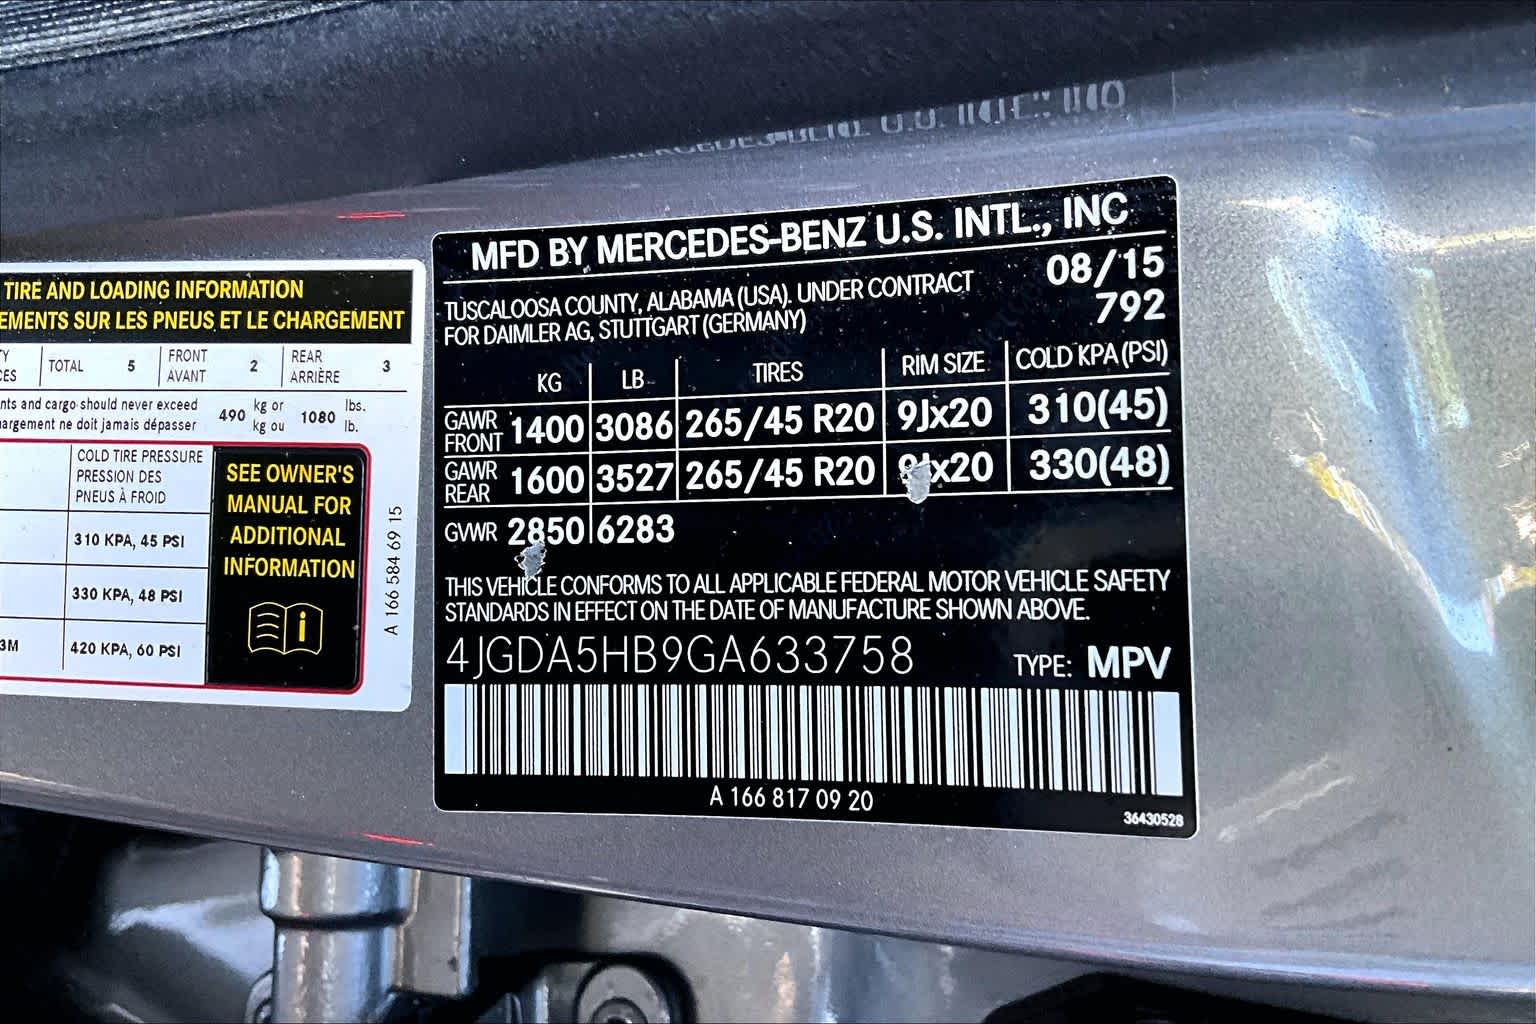 MFD BY MERCEDES-BENZ U.S. INTL., INC
TUSCALOOSA COUNTY, ALABAMA (USA). UNDER CONTRACT
FOR DAIMLER AG, STUTTGART (GERMANY)
08/15
792
KG LB TIRES RIM SIZE COLD KPA (PSI)
GAWR FRONT 1400 3086 265/45 R20 9Jx20 310(45)
GAWR REAR 1600 3527 265/45 R20 9Jx20 330(48)
GVWR 2850 6283
THIS VEHICLE CONFORMS TO ALL APPLICABLE FEDERAL MOTOR VEHICLE SAFETY
STANDARDS IN EFFECT ON THE DATE OF MANUFACTURE SHOWN ABOVE.
4JGDA5HB9GA633758 TYPE: MPV
A 166 817 09 20
36430528
TIRE AND LOADING INFORMATION
EMENTS SUR LES PNEUS ET LE CHARGEMENT
TOTAL 5 FRONT AVANT 2 REAR ARRIÈRE 3
nts and cargo should never exceed 490 kg or 1080 lbs.
argement ne doit jamais dépasser kg ou lb.
COLD TIRE PRESSURE
PRESSION DES
PNEUS À FROID
310 KPA, 45 PSI
330 KPA, 48 PSI
3M 420 KPA, 60 PSI
SEE OWNER'S
MANUAL FOR
ADDITIONAL
INFORMATION
A 166 584 69 15